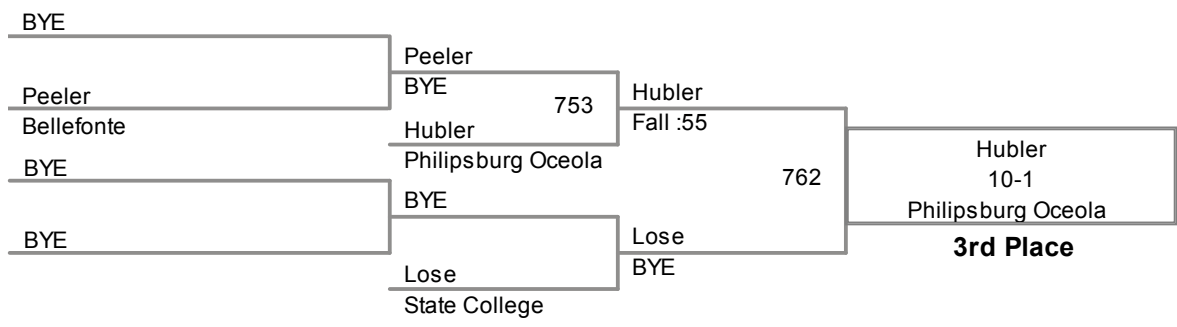 BYE
Peeler
Bellefonte
BYE
BYE
Peeler
BYE
753
Hubler
Philipsburg Oceola
BYE
Lose
State College
Hubler
Fall :55
762
Lose
BYE
Hubler
10-1
Philipsburg Oceola
3rd Place